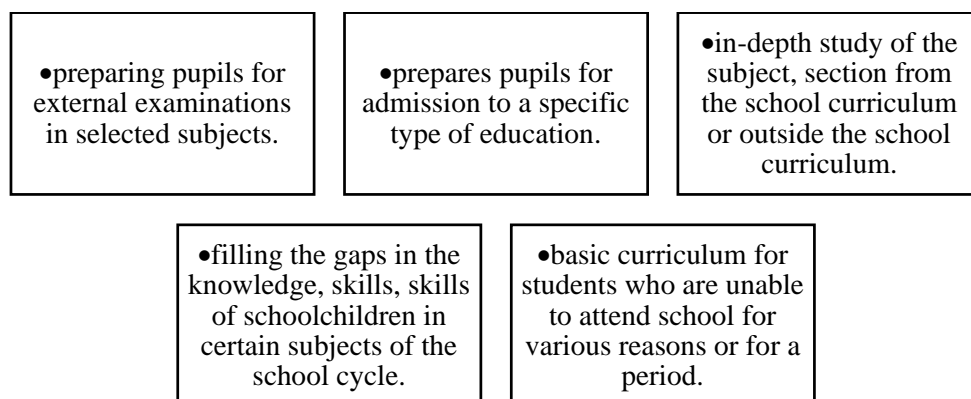 •preparing pupils for
external examinations
in selected subjects.
•prepares pupils for
admission to a specific
type of education.
•in-depth study of the
subject, section from
the school curriculum
or outside the school
curriculum.
•filling the gaps in the
knowledge, skills, skills
of schoolchildren in
certain subjects of the
school cycle.
•basic curriculum for
students who are unable
to attend school for
various reasons or for a
period.